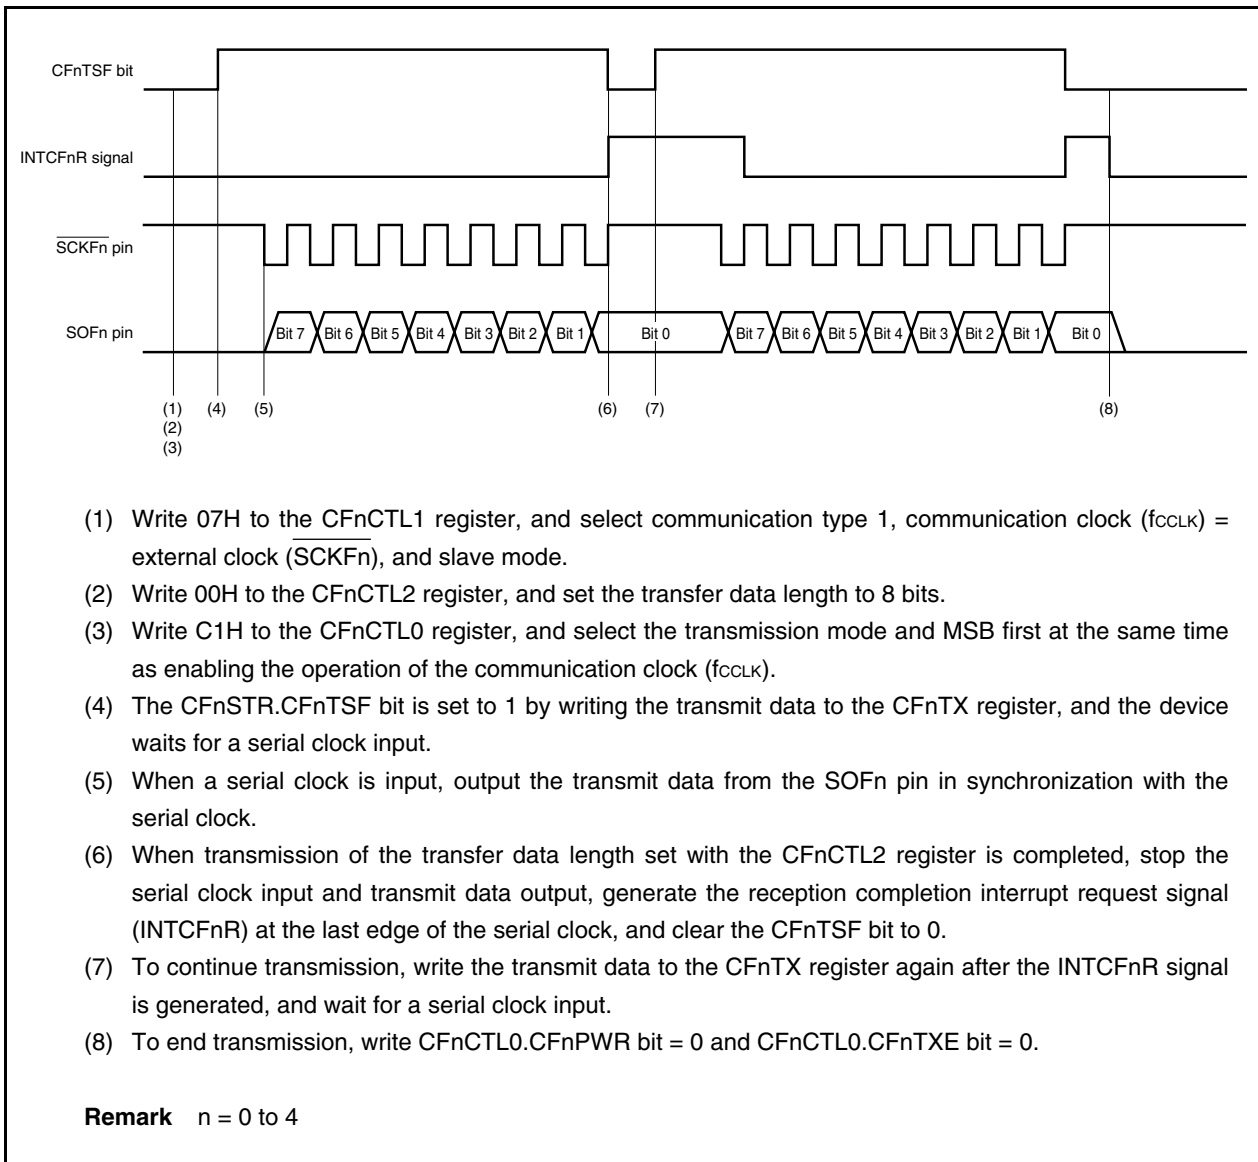 CFnTSF bit
INTCFnR signal
SCKFn pin
SOFn pin
Bit 7 Bit 6 Bit 5 Bit 4 Bit 3 Bit 2 Bit 1 Bit 0 Bit 7 Bit 6 Bit 5 Bit 4 Bit 3 Bit 2 Bit 1 Bit 0
(1) (4) (5) (6) (7) (8)
(2)
(3)
(1) Write 07H to the CFnCTL1 register, and select communication type 1, communication clock (fCCLK) =
external clock (SCKFn), and slave mode.
(2) Write 00H to the CFnCTL2 register, and set the transfer data length to 8 bits.
(3) Write C1H to the CFnCTL0 register, and select the transmission mode and MSB first at the same time
as enabling the operation of the communication clock (fCCLK).
(4) The CFnSTR.CFnTSF bit is set to 1 by writing the transmit data to the CFnTX register, and the device
waits for a serial clock input.
(5) When a serial clock is input, output the transmit data from the SOFn pin in synchronization with the
serial clock.
(6) When transmission of the transfer data length set with the CFnCTL2 register is completed, stop the
serial clock input and transmit data output, generate the reception completion interrupt request signal
(INTCFnR) at the last edge of the serial clock, and clear the CFnTSF bit to 0.
(7) To continue transmission, write the transmit data to the CFnTX register again after the INTCFnR signal
is generated, and wait for a serial clock input.
(8) To end transmission, write CFnCTL0.CFnPWR bit = 0 and CFnCTL0.CFnTXE bit = 0.
Remark n = 0 to 4